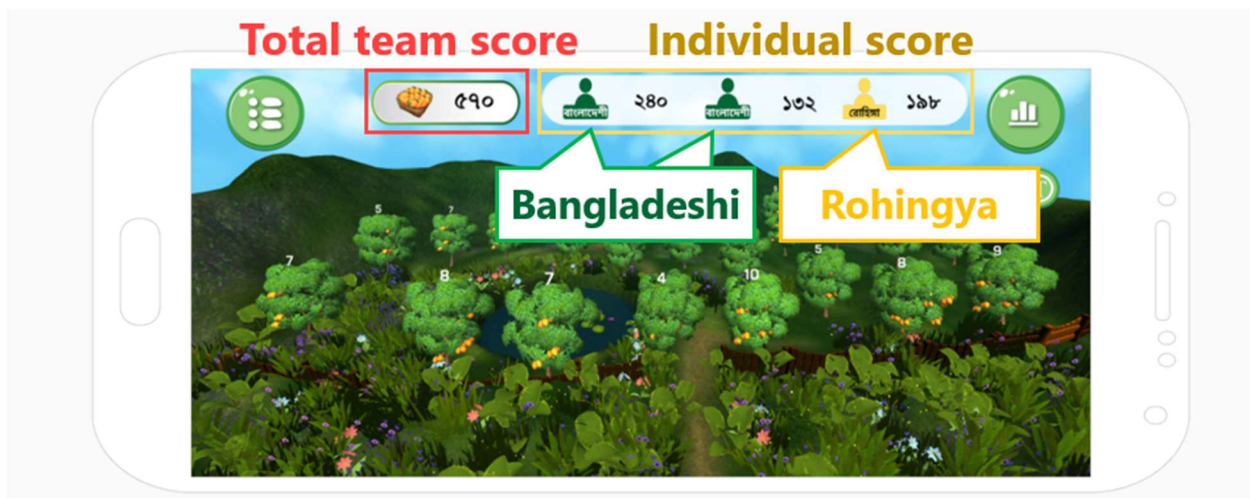 Total team score Individual score
৫৭০ বাংলাদেশী ২৪০ বাংলাদেশী ১৩২ রোহিঙ্গা ১৯৮
Bangladeshi Rohingya
5 7
5 9
7 8 7 4 10 8